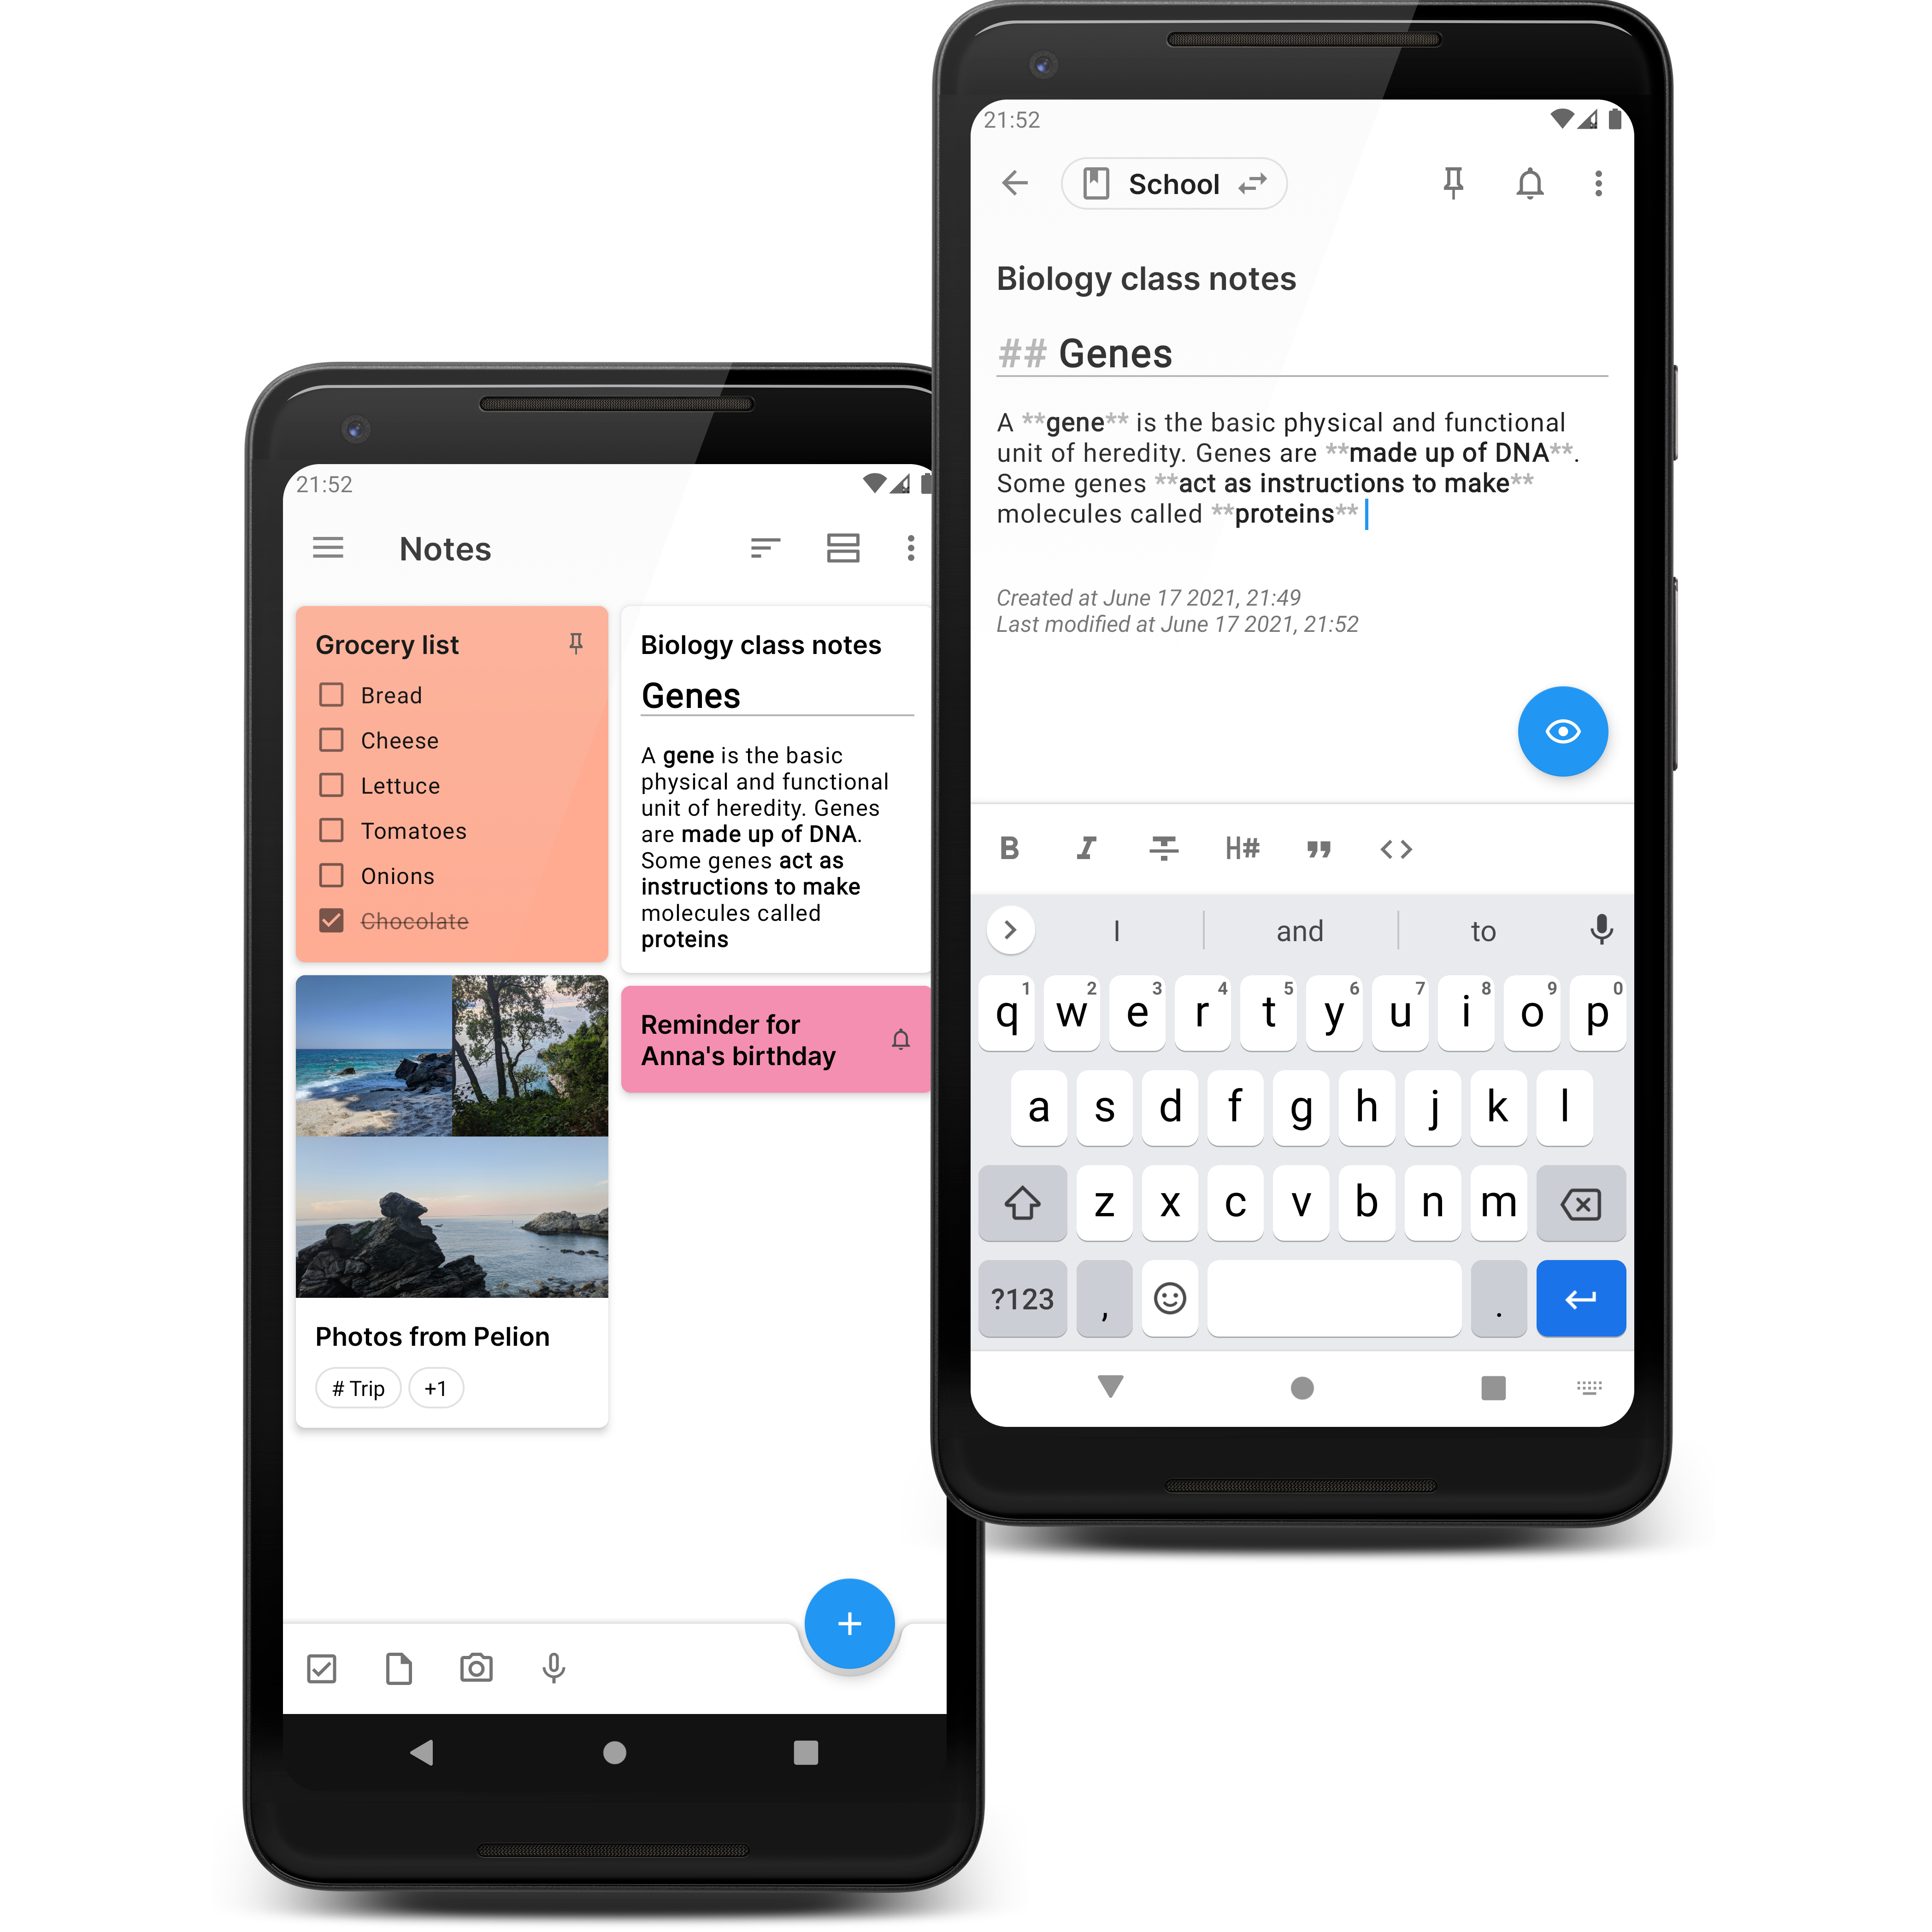 21:52
Notes
Grocery list
Bread
Cheese
Lettuce
Tomatoes
Onions
Chocolate
Photos from Pelion
# Trip
+1
Biology class notes
Genes
A gene is the basic
physical and functional
unit of heredity. Genes
are made up of DNA.
Some genes act as
instructions to make
molecules called
proteins
Reminder for
Anna's birthday
21:52
School
Biology class notes
## Genes
A **gene** is the basic physical and functional
unit of heredity. Genes are **made up of DNA**.
Some genes **act as instructions to make**
molecules called **proteins**
Created at June 17 2021, 21:49
Last modified at June 17 2021, 21:52
B I H#
I and to
1 2 3 4 5 6 7 8 9 0
q w e r t y u i o p
a s d f g h j k l
z x c v b n m
?123 , .